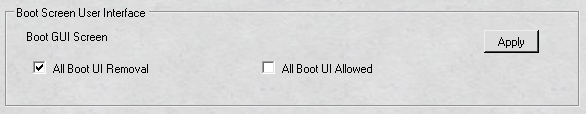 Boot Screen User Interface
Boot GUI Screen
Apply
All Boot UI Removal
All Boot UI Allowed